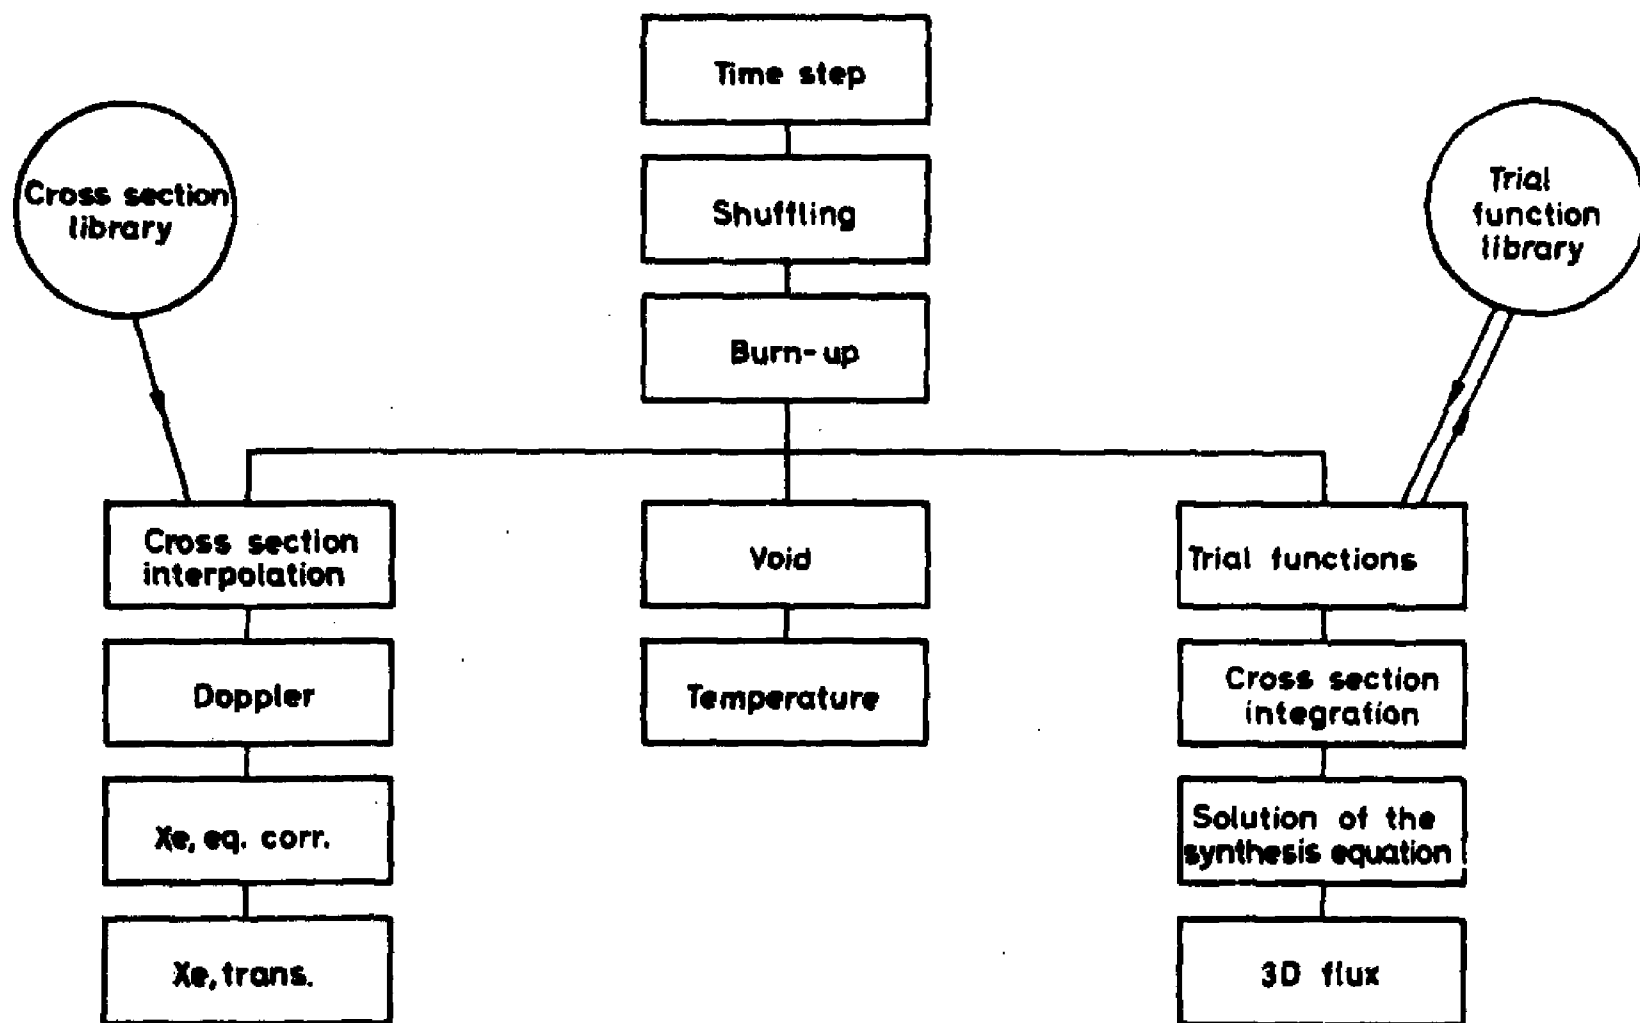 Time step
Cross section
library
Trial
function
library
Shuffling
Burn-up
Cross section
interpolation
Void
Trial functions
Doppler
Temperature
Cross section
integration
Xe, eq. corr.
Solution of the
synthesis equation
Xe, trans.
3D flux